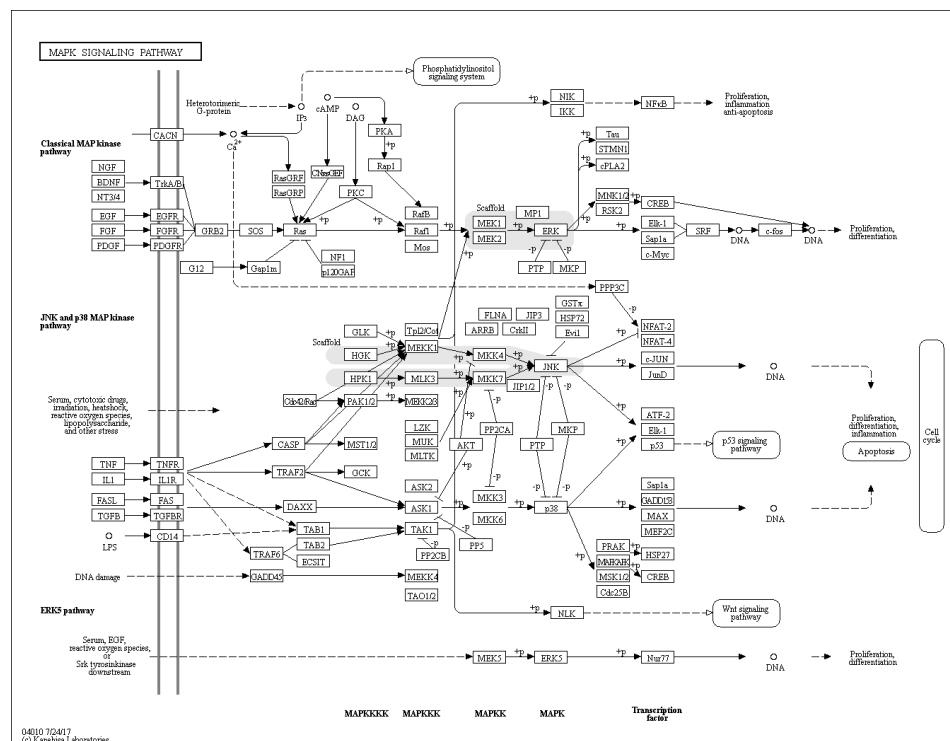 MAPK SIGNALING PATHWAY
Phosphatidylinositol
signaling system
Heterotorimeric
G-protein
IP3
cAMP
DAG
NIK
IKK
NFκB
Proliferation,
inflammation
anti-apoptosis
Classical MAP kinase
pathway
CACN
Ca2+
PKA
+p
Rap1
Tau
STMN1
cPLA2
NGF
BDNF
NT3/4
TrkA/B
RasGRF
RasGRP
CNasGEF
PKC
RafB
Scaffold
MP1
MNK1/2
RSK2
CREB
EGF
FGF
PDGF
EGFR
FGFR
PDGFR
GRB2
SOS
Ras
Raf1
Mos
MEK1
MEK2
ERK
Elk-1
Sap1a
c-Myc
SRF
DNA
c-fos
DNA
Proliferation,
differentiation
G12
Gap1m
NF1
p120GAP
PTP
MKP
PPP3C
JNK and p38 MAP kinase
pathway
GLK
HGK
HPK1
Scaffold
Tpl2/Cot
MEKK1
MLK3
MEKK2/3
FLNA
JIP3
ARRB
CrkII
GSTπ
HSP72
Evi1
NFAT-2
NFAT-4
MKK4
MKK7
JNK
JIP1/2
c-JUN
JunD
DNA
Serum, cytotoxic drugs,
irradiation, heatshock,
reactive oxygen species,
lipopolysaccharide,
and other stress
Cdc42/Rac
PAK1/2
LZK
MUK
MLTK
PP2CA
AKT
PTP
MKP
ATF-2
Elk-1
p53
p53 signaling
pathway
Proliferation,
differentiation,
inflammation
Apoptosis
Cell
cycle
CASP
MST1/2
TRAF2
GCK
TNF
IL1
TNFR
IL1R
FASL
TGFB
FAS
TGFBR
LPS
CD14
DAXX
ASK2
ASK1
MKK3
MKK6
p38
Sap1a
GADD153
MAX
MEF2C
DNA
TAB1
TAB2
TRAF6
ECSIT
TAK1
PP2CB
PP5
PRAK
MAPKAPK
MSK1/2
Cdc25B
HSP27
CREB
DNA damage
GADD45
MEKK4
TAO1/2
ERK5 pathway
NLK
Wnt signaling
pathway
Serum, EGF,
reactive oxygen species,
or
Srk tyrosinkinase
downstream
MEK5
+p
ERK5
+p
Nur77
DNA
Proliferation,
differentiation
MAPKKKK
MAPKKK
MAPKK
MAPK
Transcription
factor
04010 7/24/17
(c) Kanehisa Laboratories